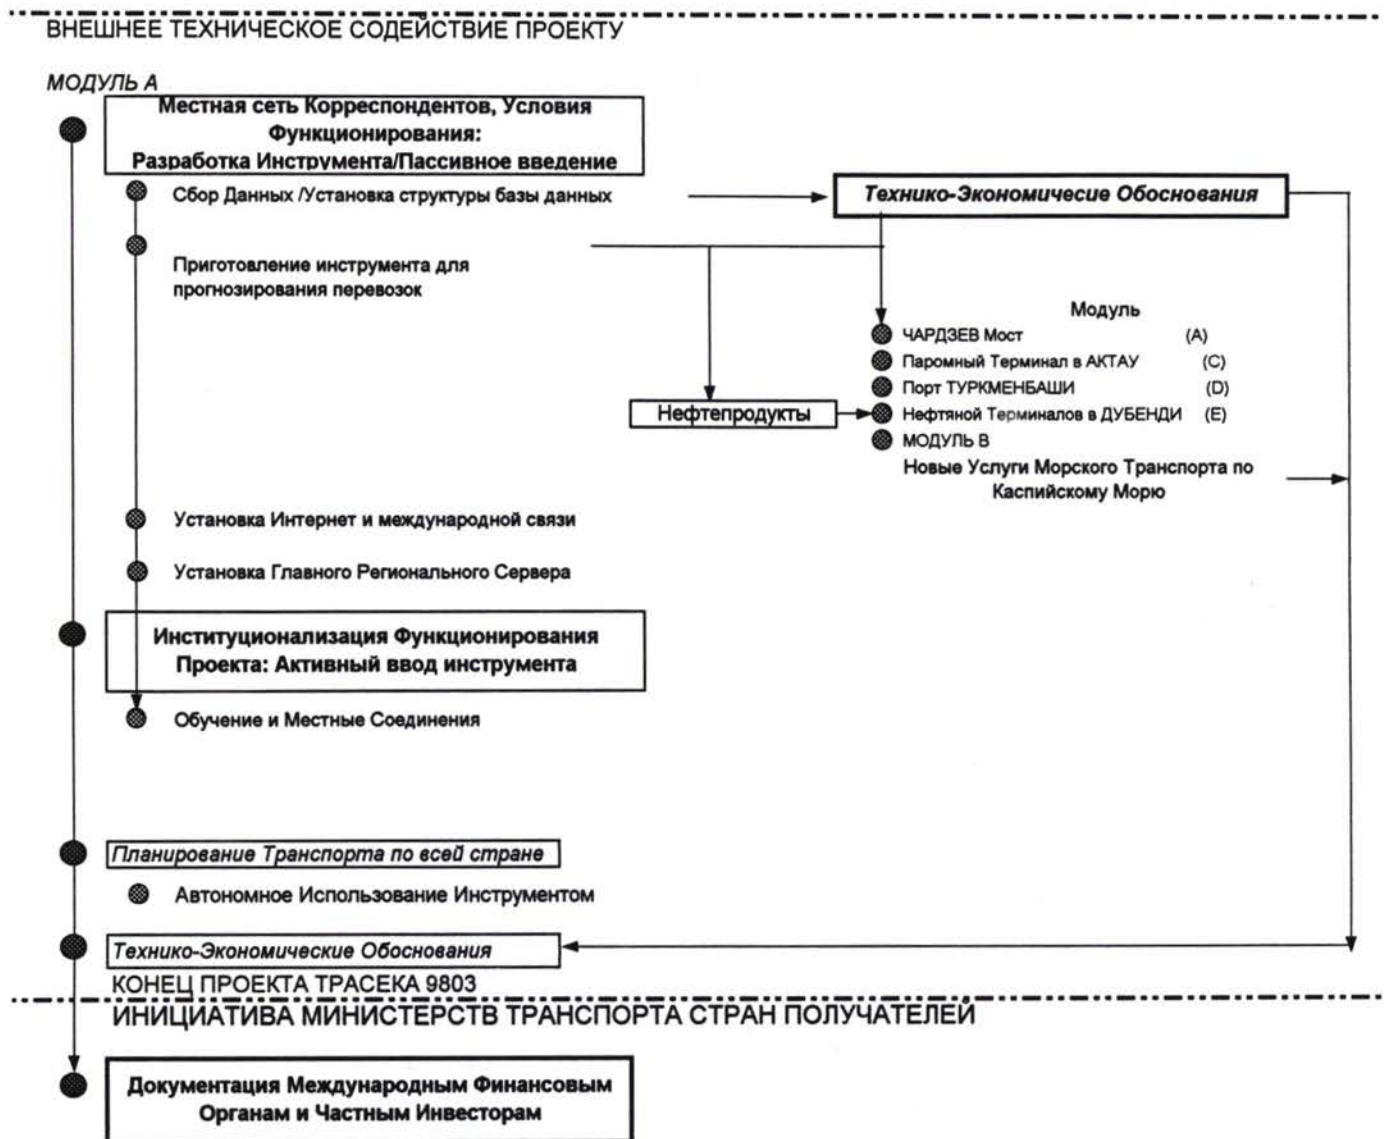 ВНЕШНЕЕ ТЕХНИЧЕСКОЕ СОДЕЙСТВИЕ ПРОЕКТУ
МОДУЛЬ А
Местная сеть Корреспондентов, Условия
Функционирования:
Разработка Инструмента/Пассивное введение
Сбор Данных /Установка структуры базы данных
Технико-Экономичесие Обоснования
Приготовление инструмента для
прогнозирования перевозок
Модуль
ЧАРДЗЕВ Мост (A)
Паромный Терминал в АКТАУ (C)
Порт ТУРКМЕНБАШИ (D)
Нефтепродукты
Нефтяной Терминалов в ДУБЕНДИ (E)
МОДУЛЬ В
Новые Услуги Морского Транспорта по
Каспийскому Морю
Установка Интернет и международной связи
Установка Главного Регионального Сервера
Институционализация Функционирования
Проекта: Активный ввод инструмента
Обучение и Местные Соединения
Планирование Транспорта по всей стране
Автономное Использование Инструментом
Технико-Экономические Обоснования
КОНЕЦ ПРОЕКТА ТРАСЕКА 9803
ИНИЦИАТИВА МИНИСТЕРСТВ ТРАНСПОРТА СТРАН ПОЛУЧАТЕЛЕЙ
Документация Международным Финансовым
Органам и Частным Инвесторам